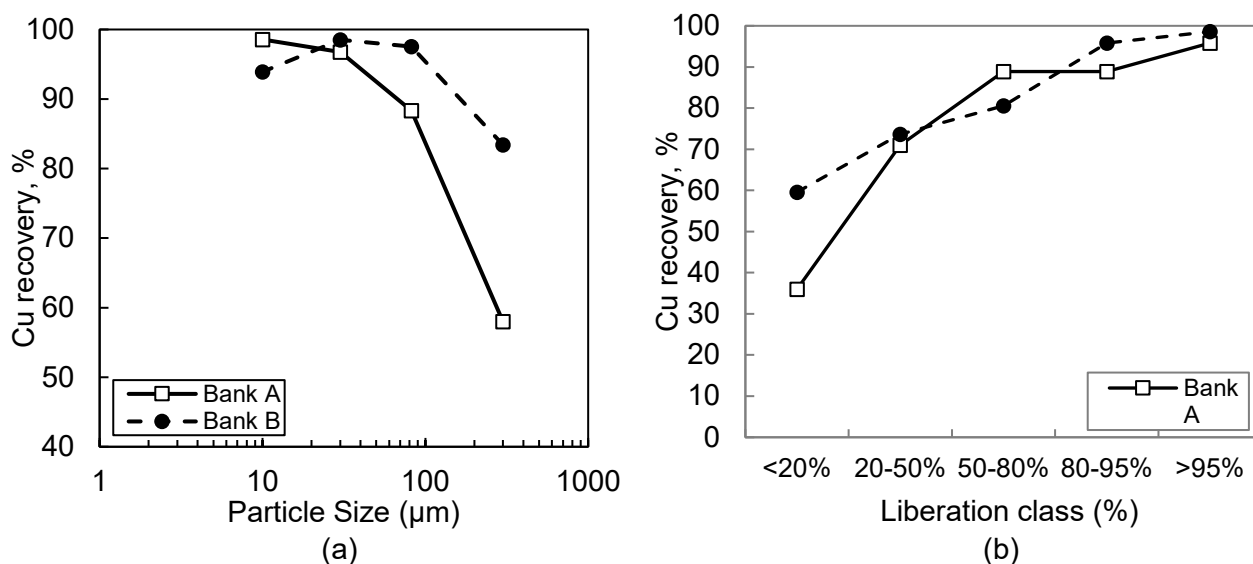 Cu recovery, %
100
90
80
70
60
50
40
Bank A
Bank B
1
10
100
1000
Particle Size (µm)
(a)
Cu recovery, %
100
90
80
70
60
50
40
30
20
10
0
Bank
A
<20%
20-50%
50-80%
80-95%
>95%
Liberation class (%)
(b)